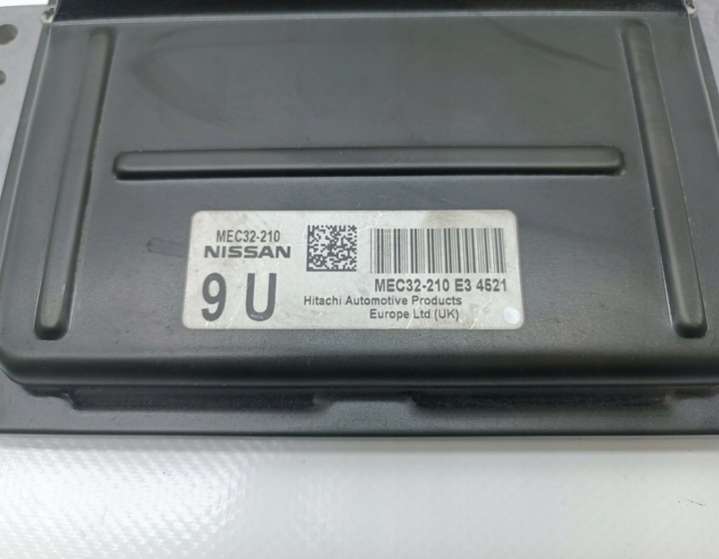 MEC32-210
NISSAN
9 U
MEC32-210 E3 4521
Hitachi Automotive Products
Europe Ltd (UK)